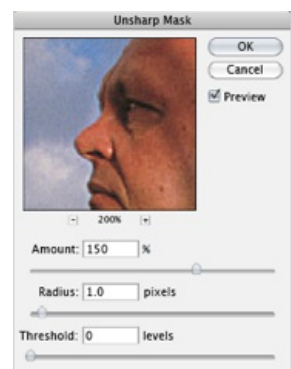 Unsharp Mask
OK
Cancel
Preview
200%
Amount: 150 %
Radius: 1.0 pixels
Threshold: 0 levels